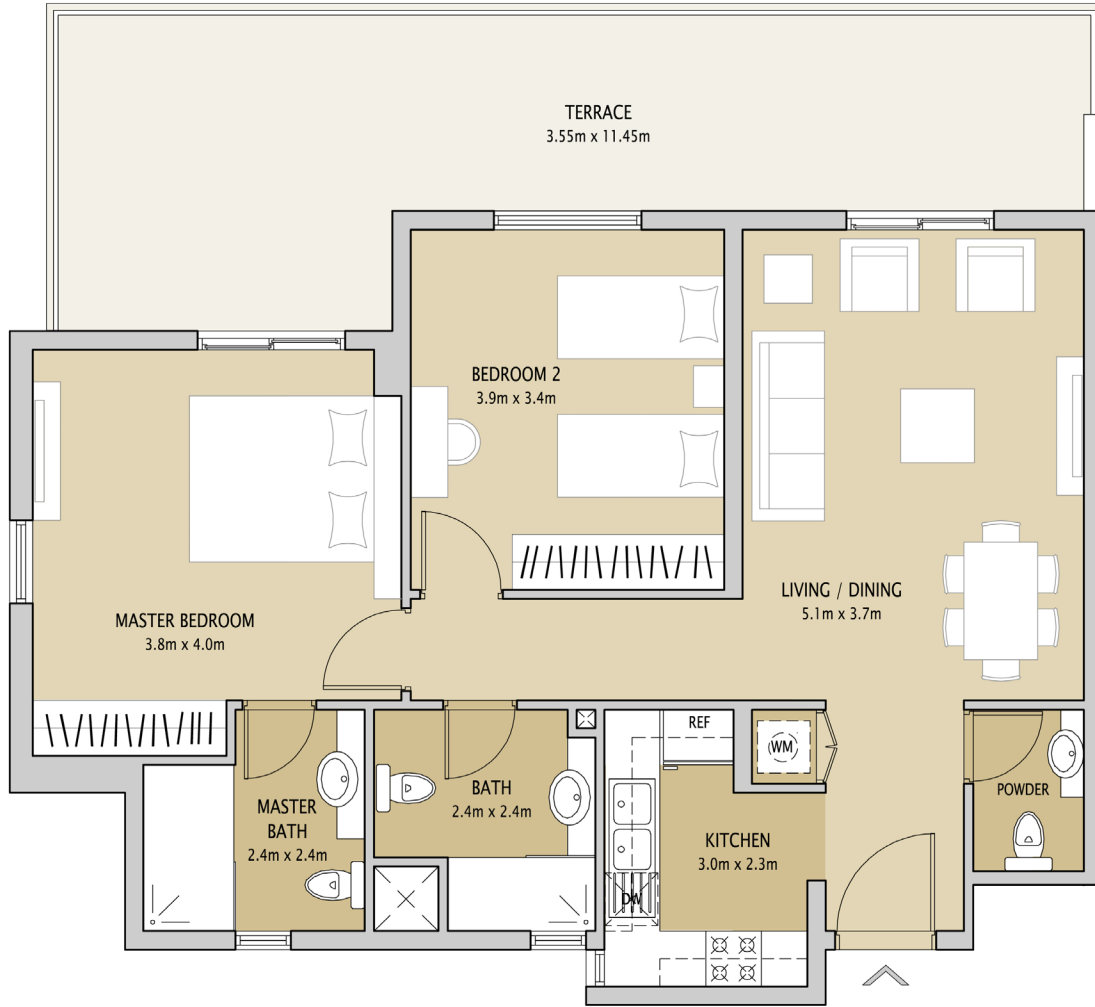 TERRACE
3.55m x 11.45m
BEDROOM 2
3.9m x 3.4m
LIVING / DINING
5.1m x 3.7m
MASTER BEDROOM
3.8m x 4.0m
REF
WM
MASTER
BATH
2.4m x 2.4m
BATH
2.4m x 2.4m
POWDER
KITCHEN
3.0m x 2.3m
DW